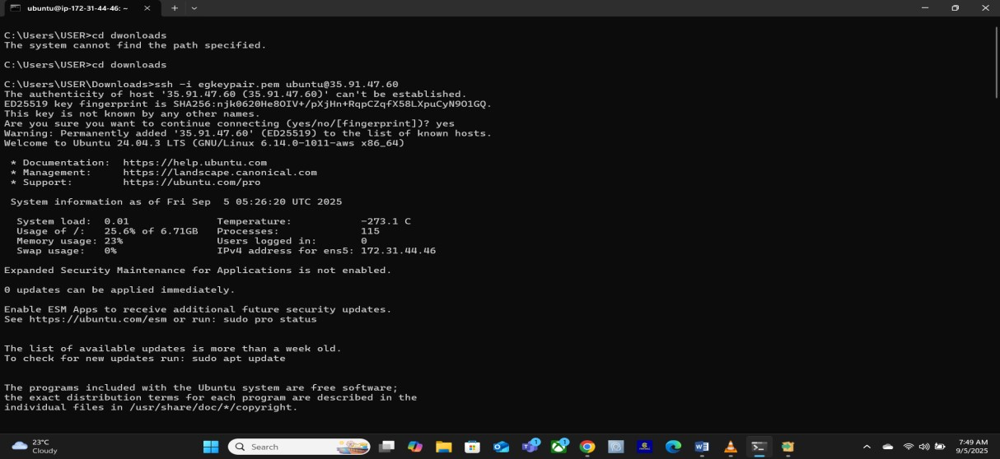 ubuntu@ip-172-31-44-46: ~
C:\Users\USER>cd dwonloads
The system cannot find the path specified.
C:\Users\USER>cd downloads
C:\Users\USER\Downloads>ssh -i egkeypair.pem ubuntu@35.91.47.60
The authenticity of host '35.91.47.60 (35.91.47.60)' can't be established.
ED25519 key fingerprint is SHA256:njk0620He8OIV+/pXjHn+RqpCZqfX58LXpuCyN9O1GQ.
This key is not known by any other names.
Are you sure you want to continue connecting (yes/no/[fingerprint])? yes
Warning: Permanently added '35.91.47.60' (ED25519) to the list of known hosts.
Welcome to Ubuntu 24.04.3 LTS (GNU/Linux 6.14.0-1011-aws x86_64)
* Documentation:  https://help.ubuntu.com
* Management:     https://landscape.canonical.com
* Support:        https://ubuntu.com/pro
System information as of Fri Sep  5 05:26:20 UTC 2025
System load:  0.01              Temperature:           -273.1 C
Usage of /:   25.6% of 6.71GB   Processes:             115
Memory usage: 23%               Users logged in:       0
Swap usage:   0%                IPv4 address for ens5: 172.31.44.46
Expanded Security Maintenance for Applications is not enabled.
0 updates can be applied immediately.
Enable ESM Apps to receive additional future security updates.
See https://ubuntu.com/esm or run: sudo pro status
The list of available updates is more than a week old.
To check for new updates run: sudo apt update
The programs included with the Ubuntu system are free software;
the exact distribution terms for each program are described in the
individual files in /usr/share/doc/*/copyright.
23°C
Cloudy
Search
7:49 AM
9/5/2025